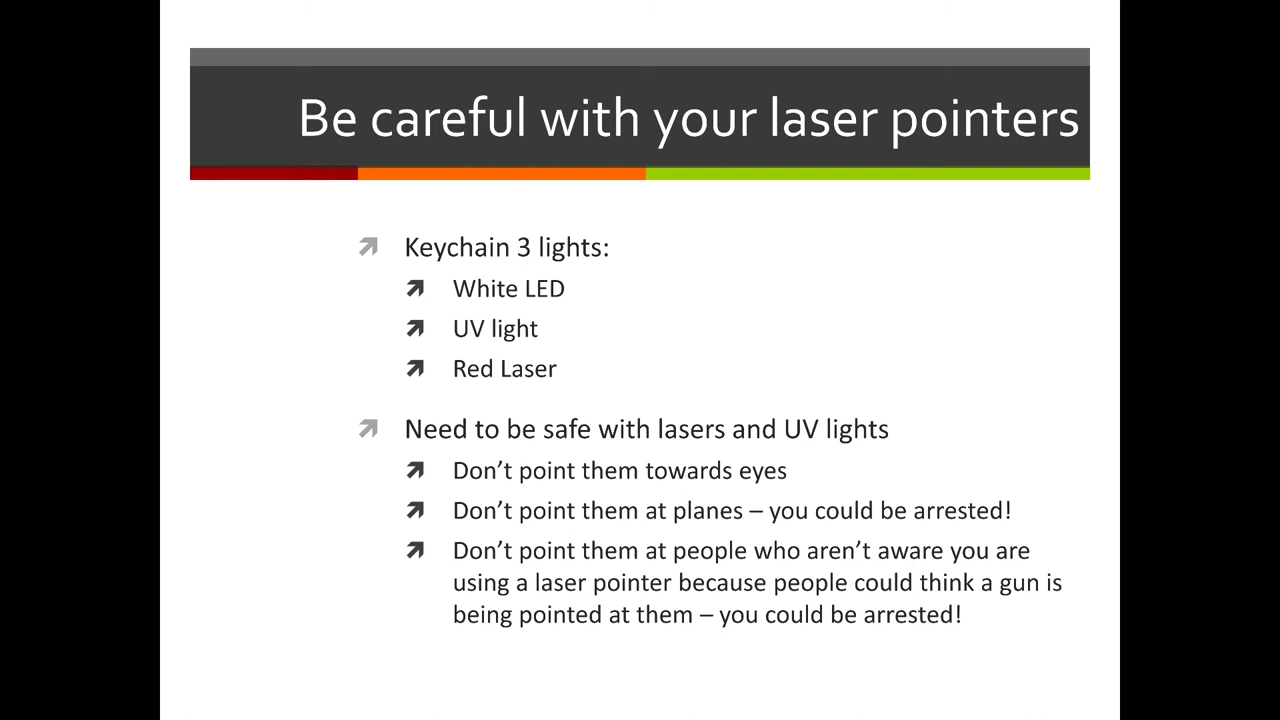 Be careful with your laser pointers
Keychain 3 lights:
White LED
UV light
Red Laser
Need to be safe with lasers and UV lights
Don’t point them towards eyes
Don’t point them at planes – you could be arrested!
Don’t point them at people who aren’t aware you are
using a laser pointer because people could think a gun is
being pointed at them – you could be arrested!